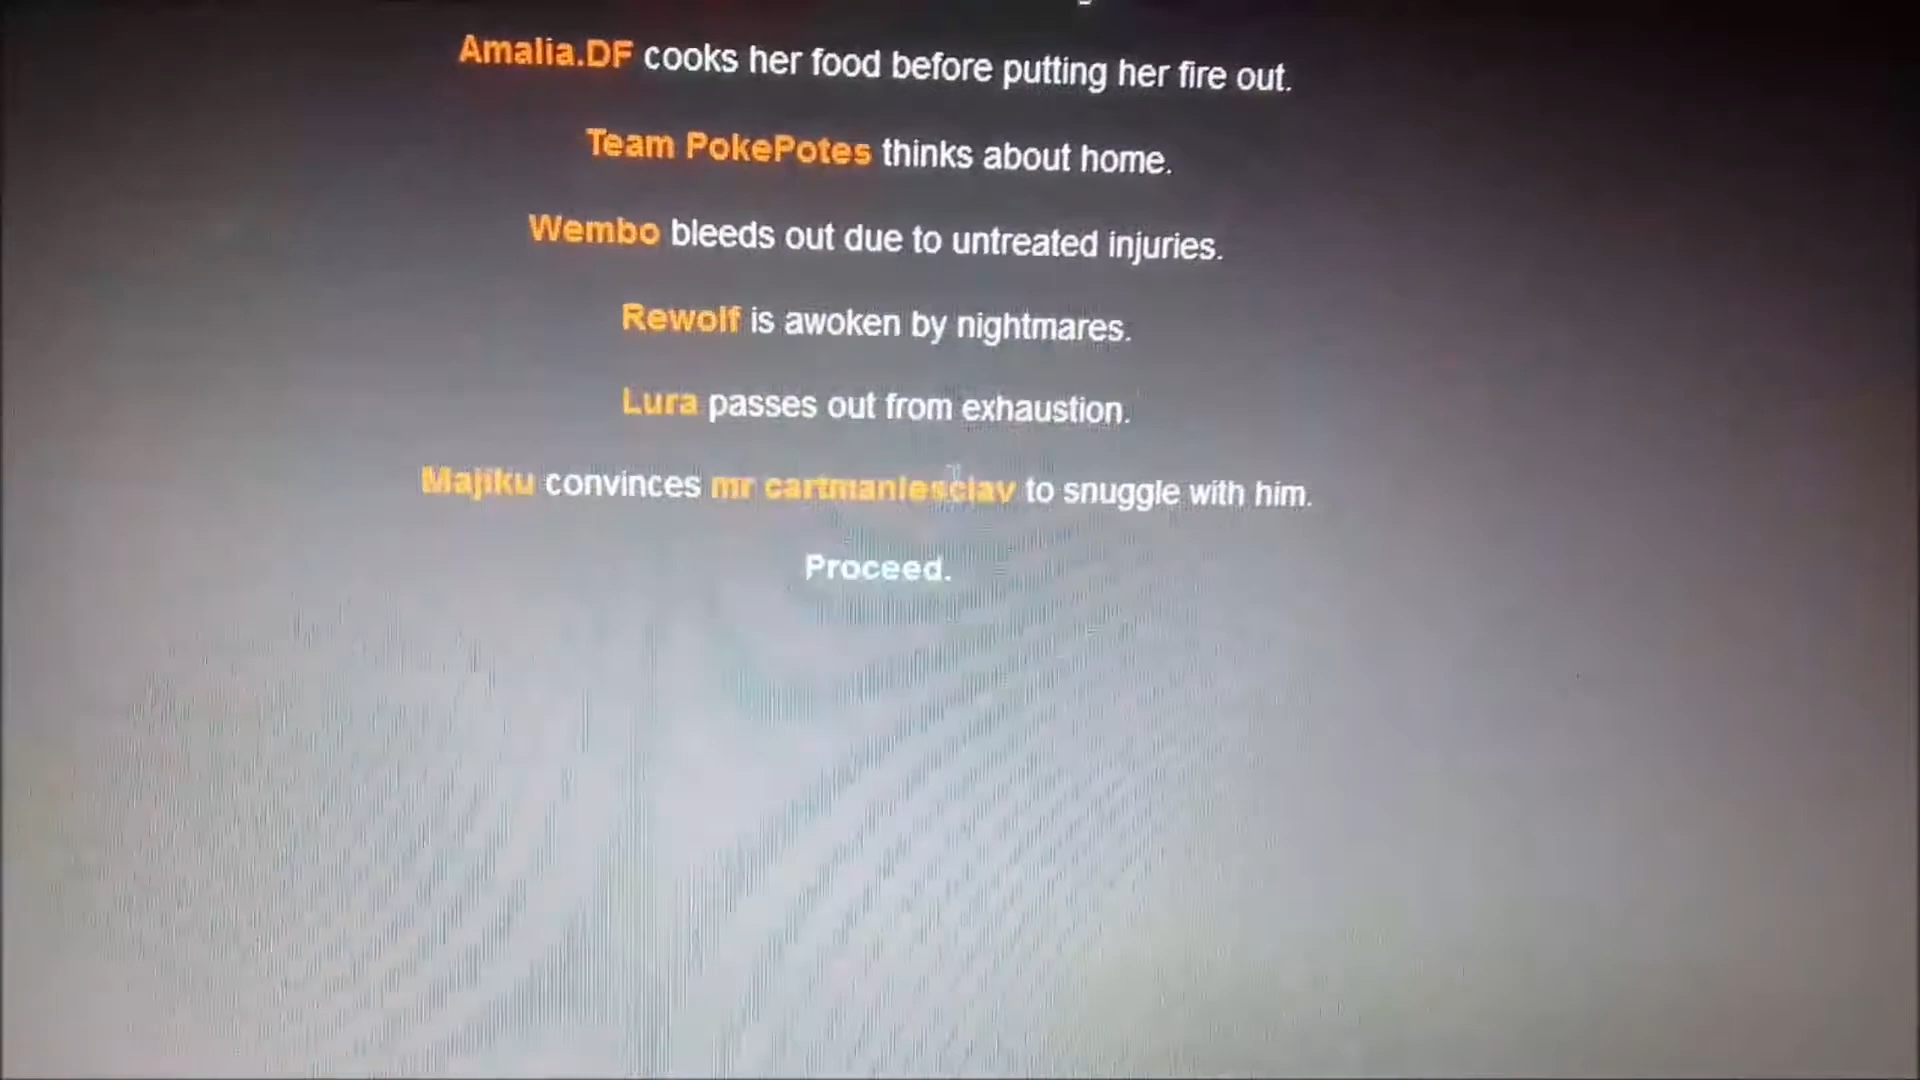 Amalia.DF cooks her food before putting her fire out.
Team PokePotes thinks about home.
Wembo bleeds out due to untreated injuries.
Rewolf is awoken by nightmares.
Lura passes out from exhaustion.
Majiku convinces mr cartmanlesclav to snuggle with him.
Proceed.